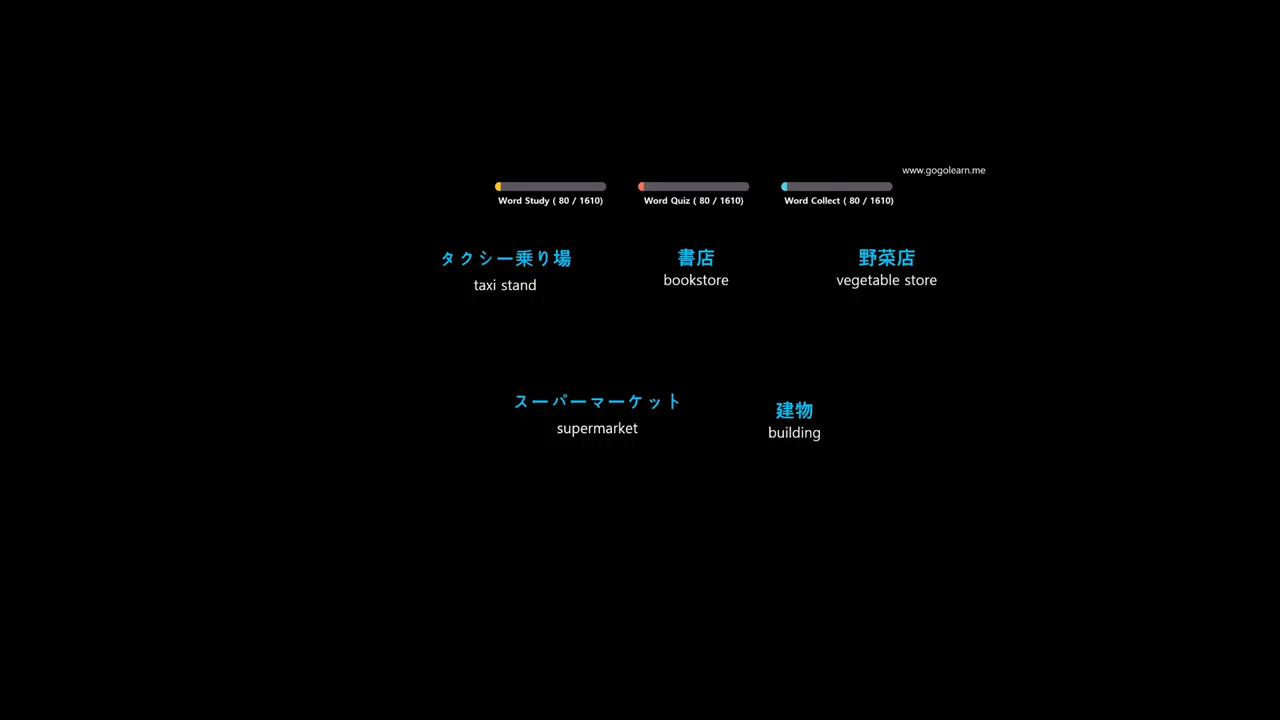 www.gogolearn.me
Word Study ( 80 / 1610)
Word Quiz ( 80 / 1610)
Word Collect ( 80 / 1610)
タクシー乗り場
taxi stand
書店
bookstore
野菜店
vegetable store
スーパーマーケット
supermarket
建物
building